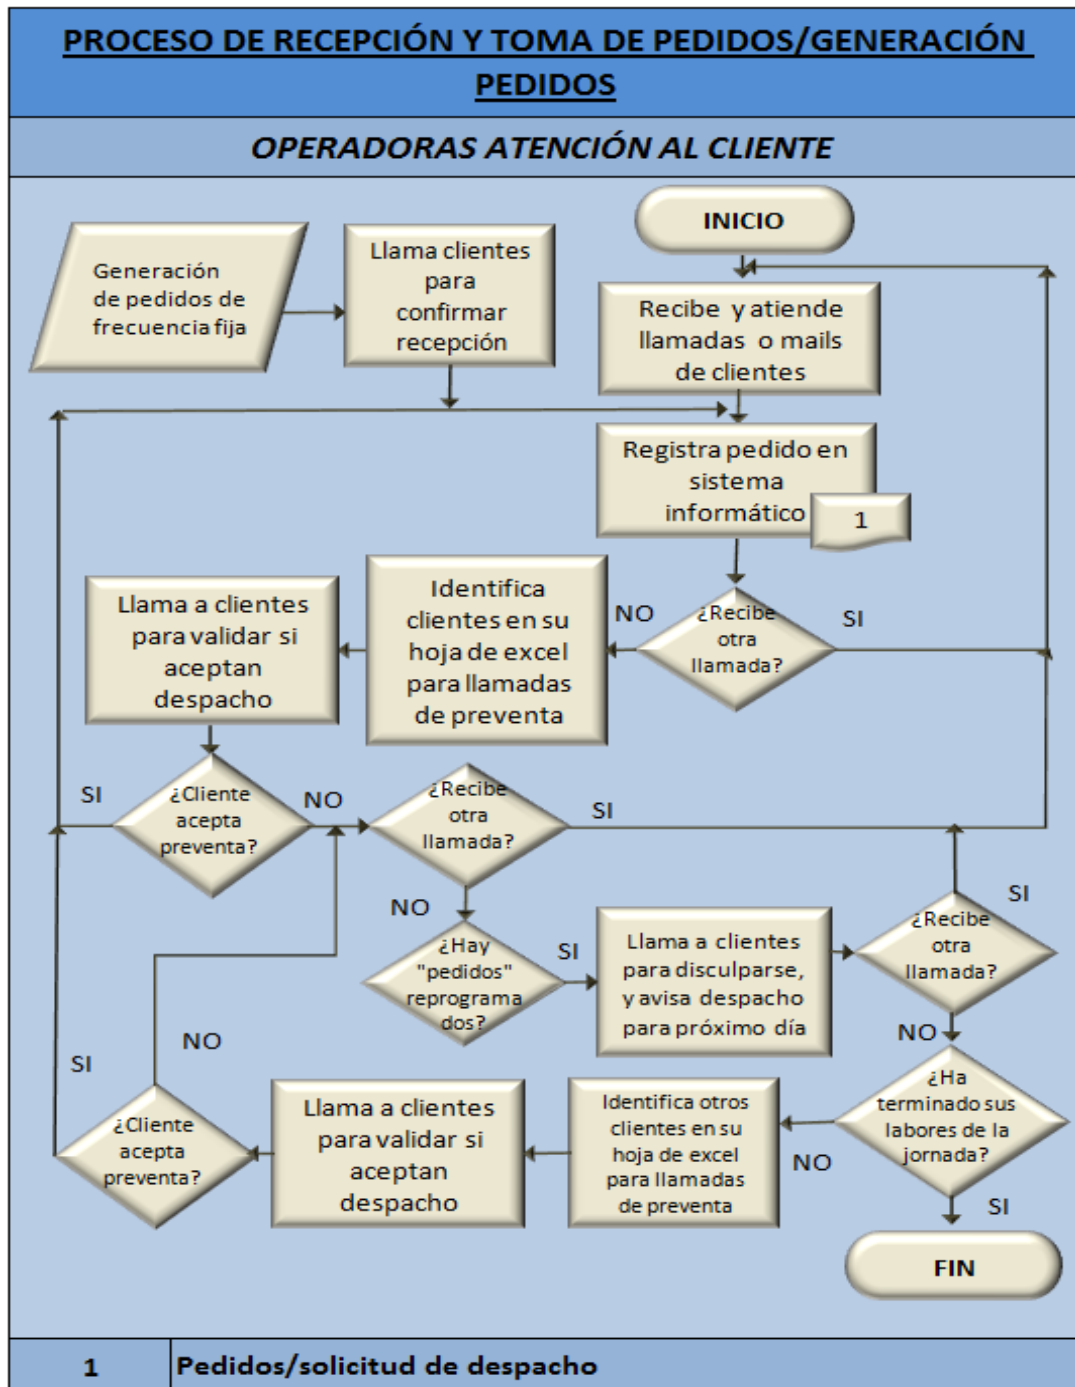 PROCESO DE RECEPCIÓN Y TOMA DE PEDIDOS/GENERACIÓN
PEDIDOS
OPERADORAS ATENCIÓN AL CLIENTE
INICIO
Generación
de pedidos de
frecuencia fija
Llama clientes
para
confirmar
recepción
Recibe y atiende
llamadas o mails
de clientes
Registra pedido en
sistema
informático
1
¿Recibe
otra
llamada?
NO
SI
Identifica
clientes en su
hoja de excel
para llamadas
de preventa
Llama a clientes
para validar si
aceptan
despacho
¿Cliente
acepta
preventa?
SI
NO
¿Recibe
otra
llamada?
SI
NO
¿Hay
"pedidos"
reprograma
dos?
SI
Llama a clientes
para disculparse,
y avisa despacho
para próximo día
¿Recibe
otra
llamada?
SI
NO
¿Ha
terminado sus
labores de la
jornada?
NO
SI
Identifica otros
clientes en su
hoja de excel
para llamadas
de preventa
Llama a clientes
para validar si
aceptan
despacho
¿Cliente
acepta
preventa?
SI
NO
FIN
1
Pedidos/solicitud de despacho